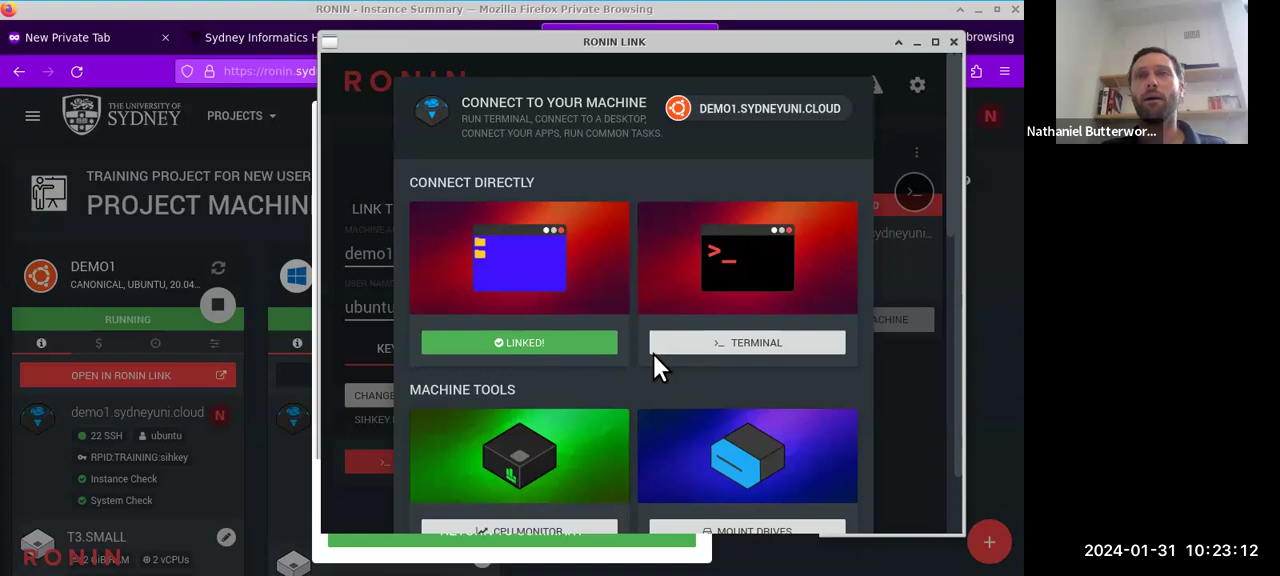 RONIN - Instance Summary — Mozilla Firefox Private Browsing
New Private Tab
Sydney Informatics H
browsing
https://ronin.syd
THE UNIVERSITY OF
SYDNEY
PROJECTS
N
TRAINING PROJECT FOR NEW USER
PROJECT MACHIN
DEMO1
CANONICAL, UBUNTU, 20.04...
RUNNING
OPEN IN RONIN LINK
demo1.sydneyuni.cloud
N
22 SSH
ubuntu
RPID:TRAINING:sihkey
Instance Check
System Check
T3.SMALL
2 vCPUs
RONIN
RONIN LINK
RONIN
LINK T
demo1
ubuntu
KE
CHANGE
SIHKEY
ydneyuni...
ACHINE
CONNECT TO YOUR MACHINE
RUN TERMINAL, CONNECT TO A DESKTOP,
CONNECT YOUR APPS, RUN COMMON TASKS.
DEMO1.SYDNEYUNI.CLOUD
CONNECT DIRECTLY
LINKED!
>_ TERMINAL
MACHINE TOOLS
CPU MONITOR
MOUNT DRIVES
Nathaniel Butterwor...
2024-01-31 10:23:12